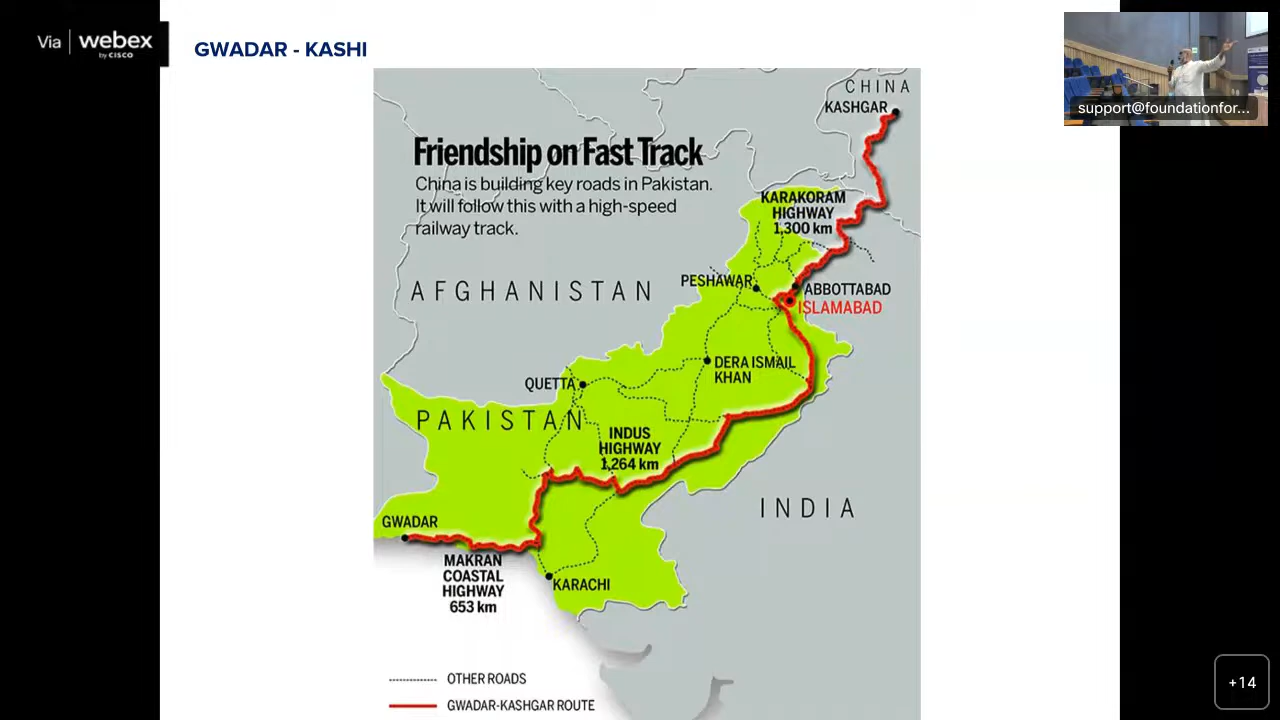 Via webex
by CISCO
GWADAR - KASHI
support@foundationfor...
CHINA
KASHGAR
Friendship on Fast Track
China is building key roads in Pakistan.
It will follow this with a high-speed
railway track.
KARAKORAM
HIGHWAY
1,300 km
AFGHANISTAN
PESHAWAR
ABBOTTABAD
ISLAMABAD
DERA ISMAIL
KHAN
QUETTA
PAKISTAN
INDUS
HIGHWAY
1,264 km
INDIA
GWADAR
MAKRAN
COASTAL
HIGHWAY
653 km
KARACHI
OTHER ROADS
GWADAR-KASHGAR ROUTE
+14